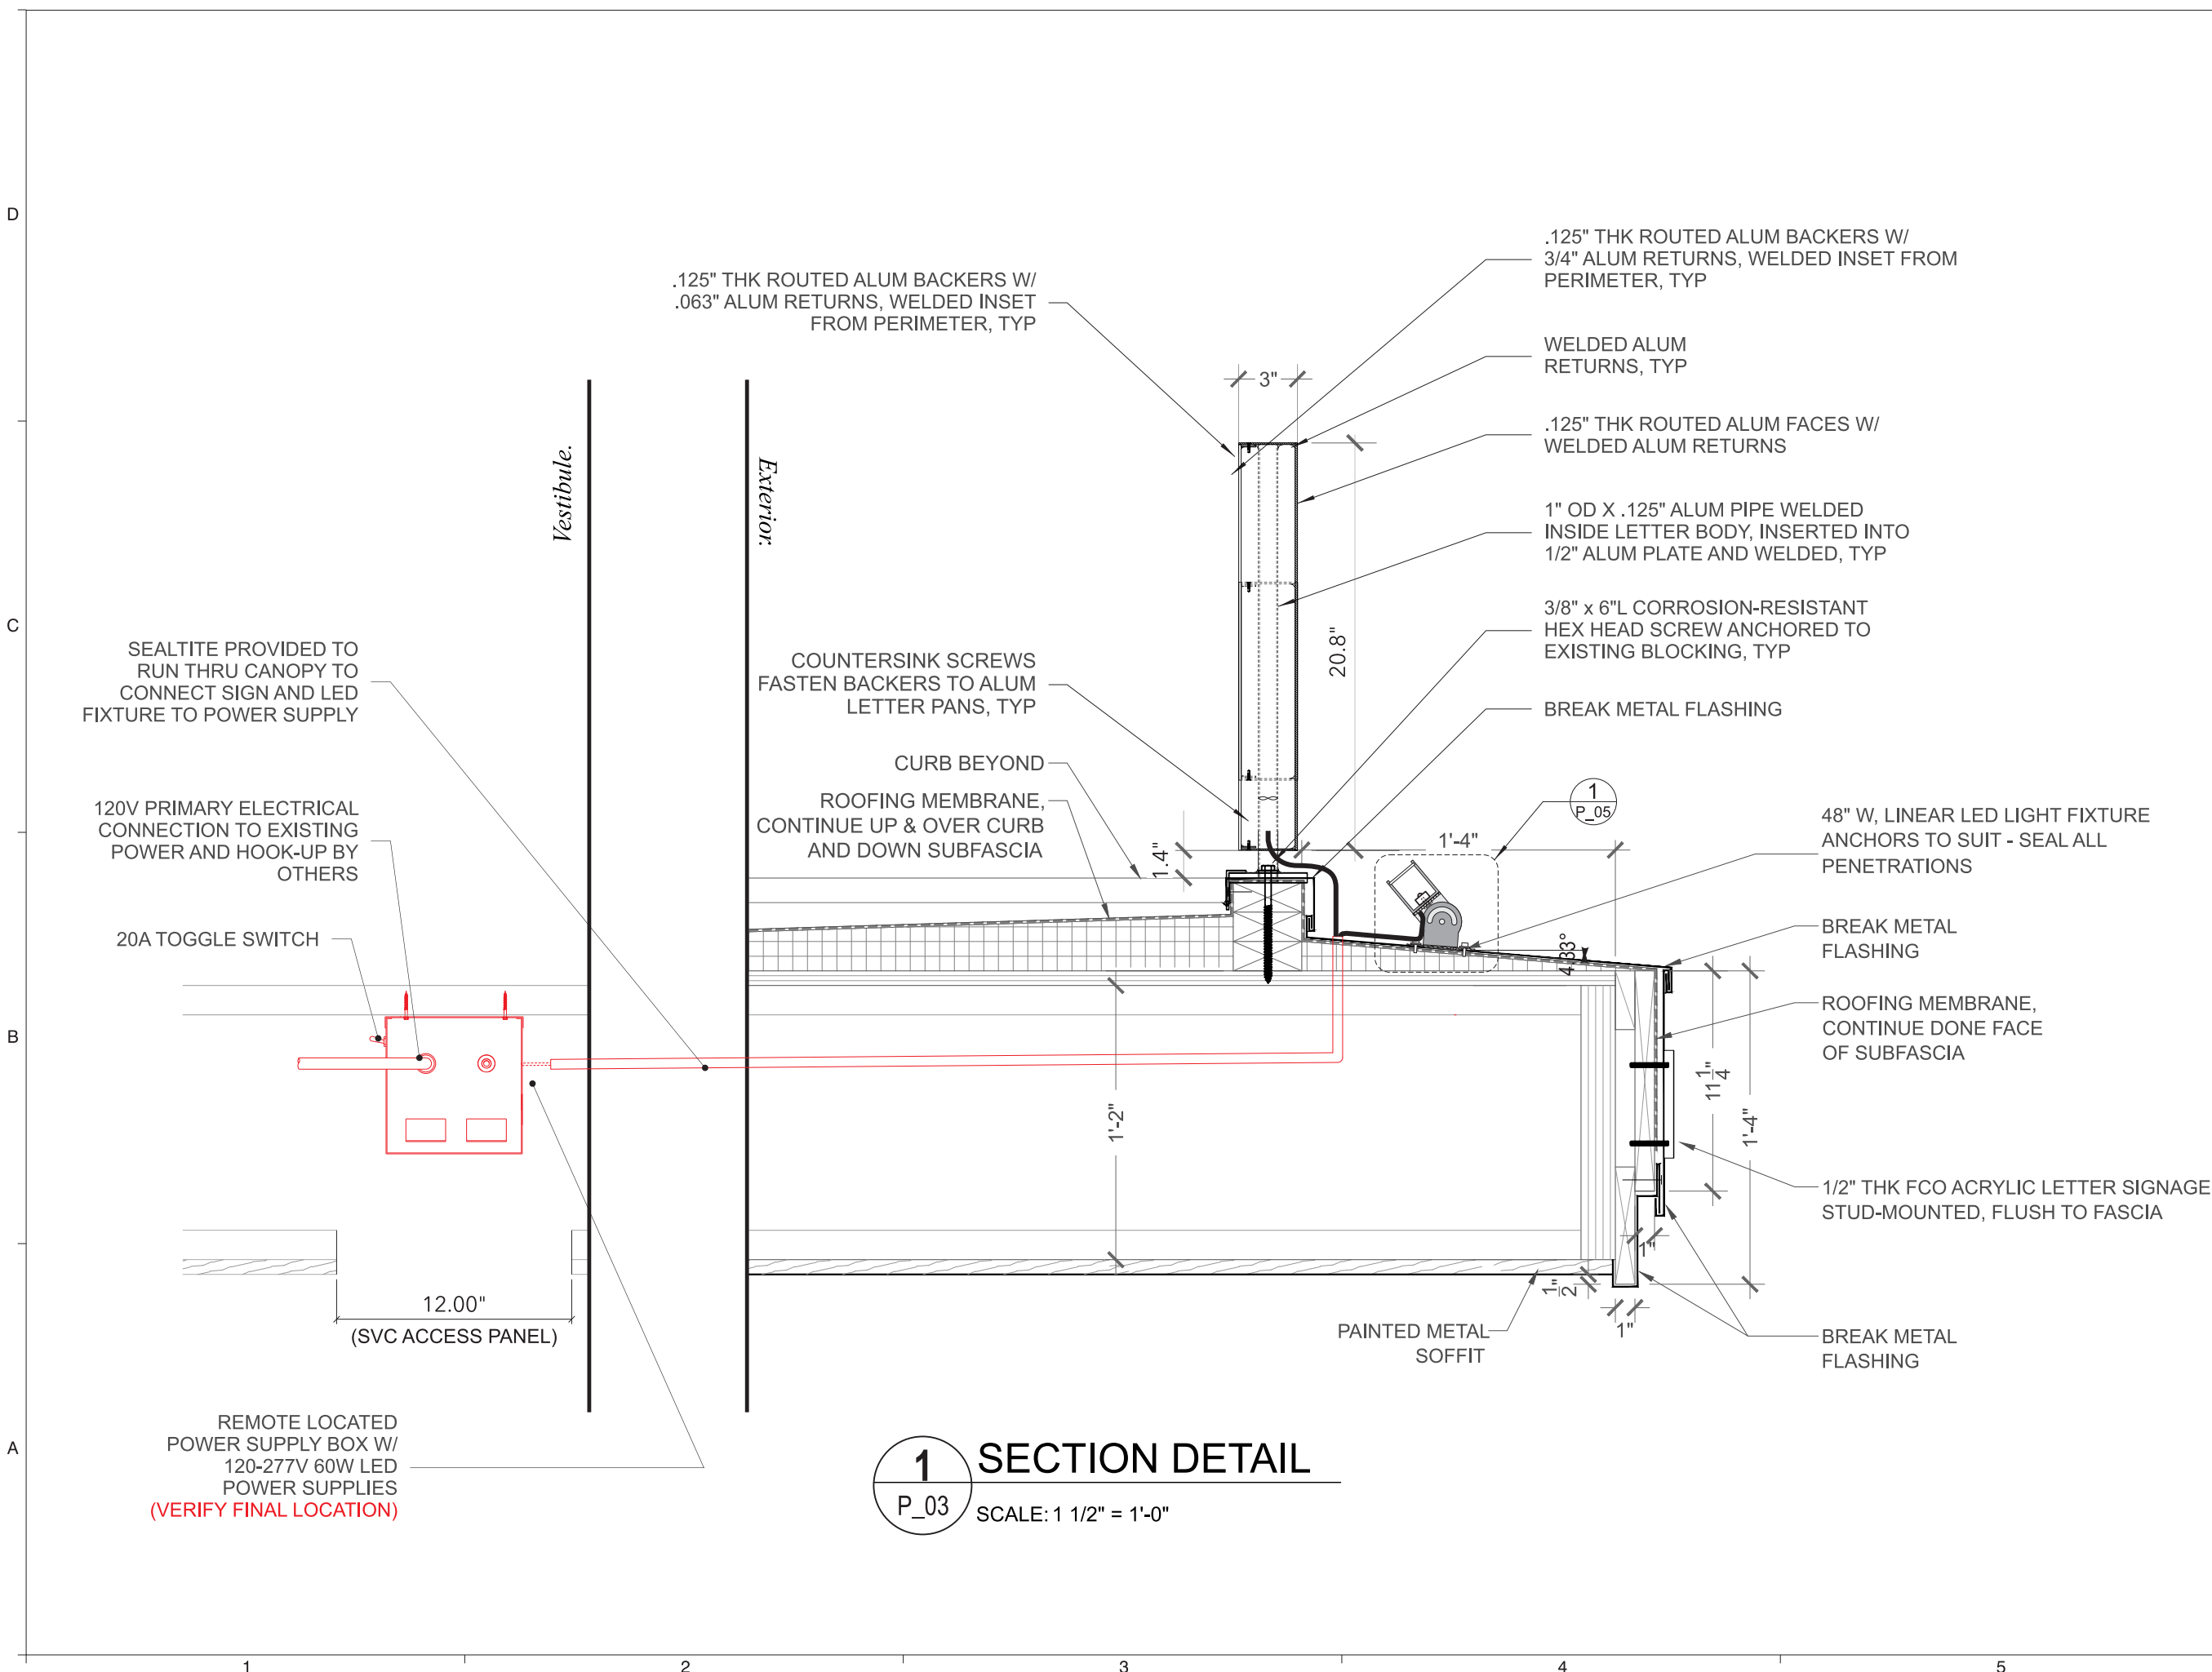 D
C
B
A
.125" THK ROUTED ALUM BACKERS W/
.063" ALUM RETURNS, WELDED INSET
FROM PERIMETER, TYP
.125" THK ROUTED ALUM BACKERS W/
3/4" ALUM RETURNS, WELDED INSET FROM
PERIMETER, TYP
WELDED ALUM
RETURNS, TYP
.125" THK ROUTED ALUM FACES W/
WELDED ALUM RETURNS
1" OD X .125" ALUM PIPE WELDED
INSIDE LETTER BODY, INSERTED INTO
1/2" ALUM PLATE AND WELDED, TYP
3/8" x 6"L CORROSION-RESISTANT
HEX HEAD SCREW ANCHORED TO
EXISTING BLOCKING, TYP
BREAK METAL FLASHING
3"
20.8"
Vestibule.
Exterior.
SEALTITE PROVIDED TO
RUN THRU CANOPY TO
CONNECT SIGN AND LED
FIXTURE TO POWER SUPPLY
120V PRIMARY ELECTRICAL
CONNECTION TO EXISTING
POWER AND HOOK-UP BY
OTHERS
20A TOGGLE SWITCH
COUNTERSINK SCREWS
FASTEN BACKERS TO ALUM
LETTER PANS, TYP
CURB BEYOND
ROOFING MEMBRANE,
CONTINUE UP & OVER CURB
AND DOWN SUBFASCIA
1.4"
1'-4"
1
P_05
48" W, LINEAR LED LIGHT FIXTURE
ANCHORS TO SUIT - SEAL ALL
PENETRATIONS
4.83°
BREAK METAL
FLASHING
ROOFING MEMBRANE,
CONTINUE DONE FACE
OF SUBFASCIA
1'-2"
11 1/4"
1'-4"
1/2" THK FCO ACRYLIC LETTER SIGNAGE
STUD-MOUNTED, FLUSH TO FASCIA
1"
1/2"
1"
12.00"
(SVC ACCESS PANEL)
PAINTED METAL
SOFFIT
BREAK METAL
FLASHING
REMOTE LOCATED
POWER SUPPLY BOX W/
120-277V 60W LED
POWER SUPPLIES
(VERIFY FINAL LOCATION)
1
P_03
SECTION DETAIL
SCALE: 1 1/2" = 1'-0"
1
2
3
4
5